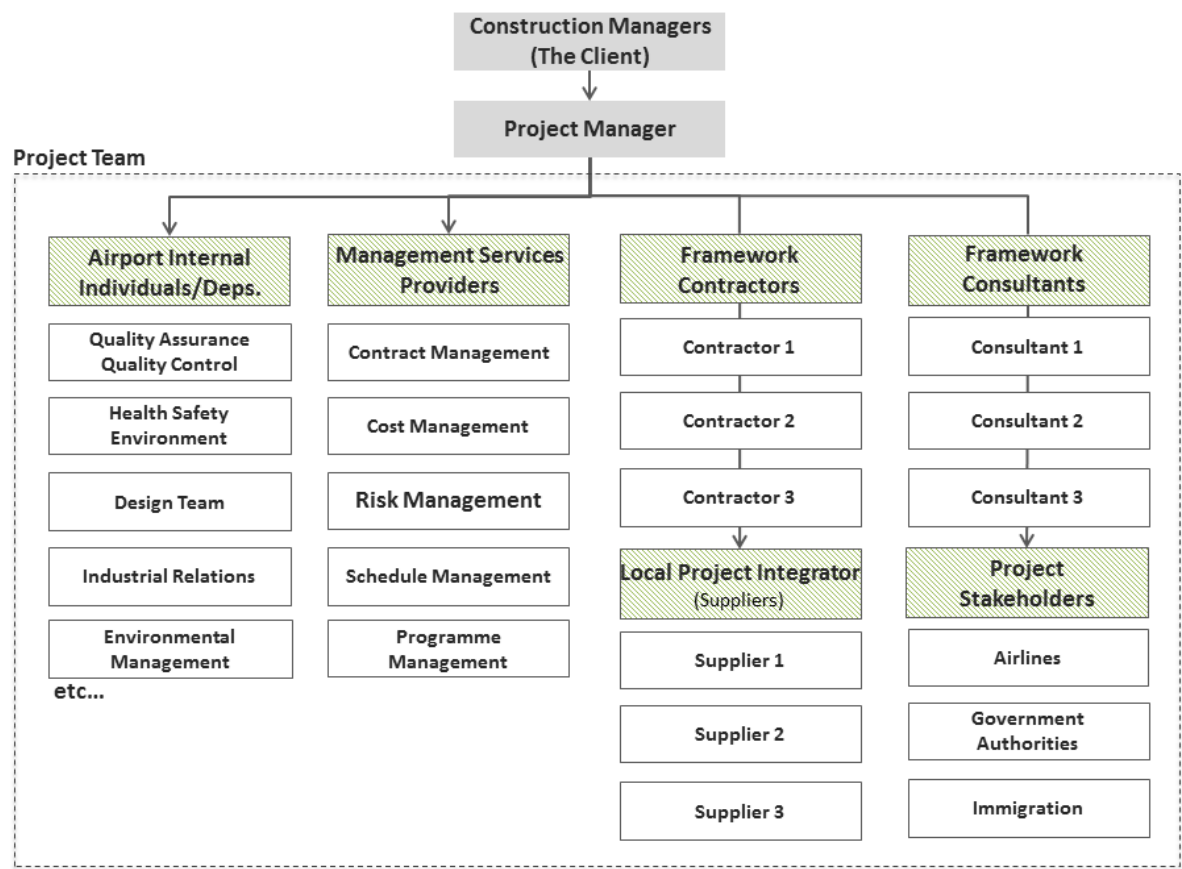 Construction Managers
(The Client)
Project Manager
Project Team
Airport Internal
Individuals/Deps.
Quality Assurance
Quality Control
Health Safety
Environment
Design Team
Industrial Relations
Environmental
Management
etc...
Management Services
Providers
Contract Management
Cost Management
Risk Management
Schedule Management
Programme
Management
Framework
Contractors
Contractor 1
Contractor 2
Contractor 3
Local Project Integrator
(Suppliers)
Supplier 1
Supplier 2
Supplier 3
Framework
Consultants
Consultant 1
Consultant 2
Consultant 3
Project
Stakeholders
Airlines
Government
Authorities
Immigration